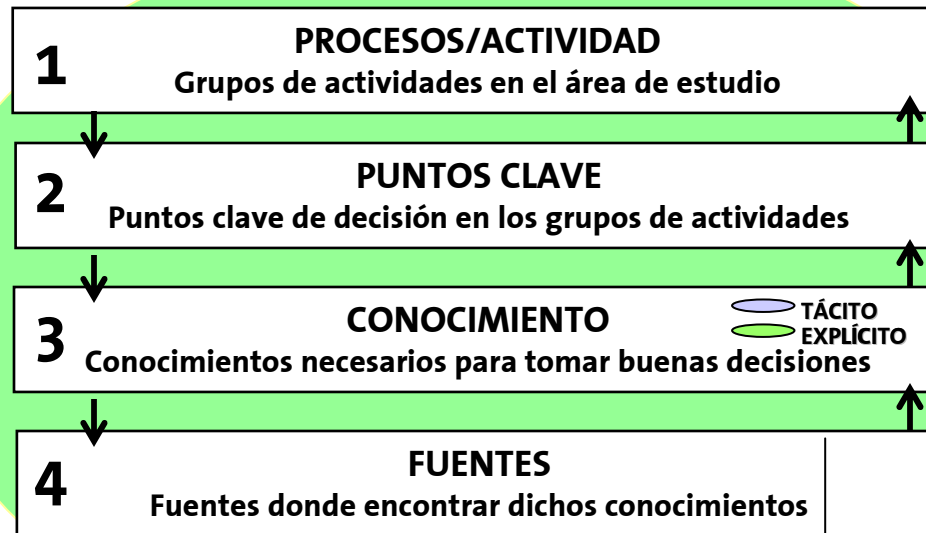 1
PROCESOS/ACTIVIDAD
Grupos de actividades en el área de estudio
2
PUNTOS CLAVE
Puntos clave de decisión en los grupos de actividades
3
CONOCIMIENTO
TÁCITO
EXPLÍCITO
Conocimientos necesarios para tomar buenas decisiones
4
FUENTES
Fuentes donde encontrar dichos conocimientos